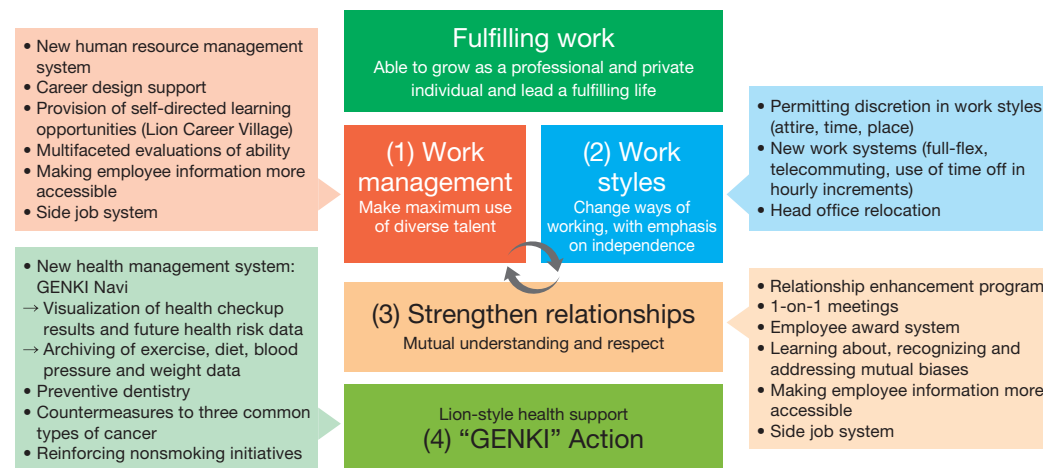 Fulfilling work
Able to grow as a professional and private
individual and lead a fulfilling life
• New human resource management
system
• Career design support
• Provision of self-directed learning
opportunities (Lion Career Village)
• Multifaceted evaluations of ability
• Making employee information more
accessible
• Side job system
(1) Work
management
Make maximum use
of diverse talent
(2) Work
styles
Change ways of
working, with emphasis
on independence
• Permitting discretion in work styles
(attire, time, place)
• New work systems (full-flex,
telecommuting, use of time off in
hourly increments)
• Head office relocation
• New health management system:
GENKI Navi
→ Visualization of health checkup
results and future health risk data
→ Archiving of exercise, diet, blood
pressure and weight data
• Preventive dentistry
• Countermeasures to three common
types of cancer
• Reinforcing nonsmoking initiatives
(3) Strengthen relationships
Mutual understanding and respect
• Relationship enhancement program
• 1-on-1 meetings
• Employee award system
• Learning about, recognizing and
addressing mutual biases
• Making employee information more
accessible
• Side job system
Lion-style health support
(4) “GENKI” Action